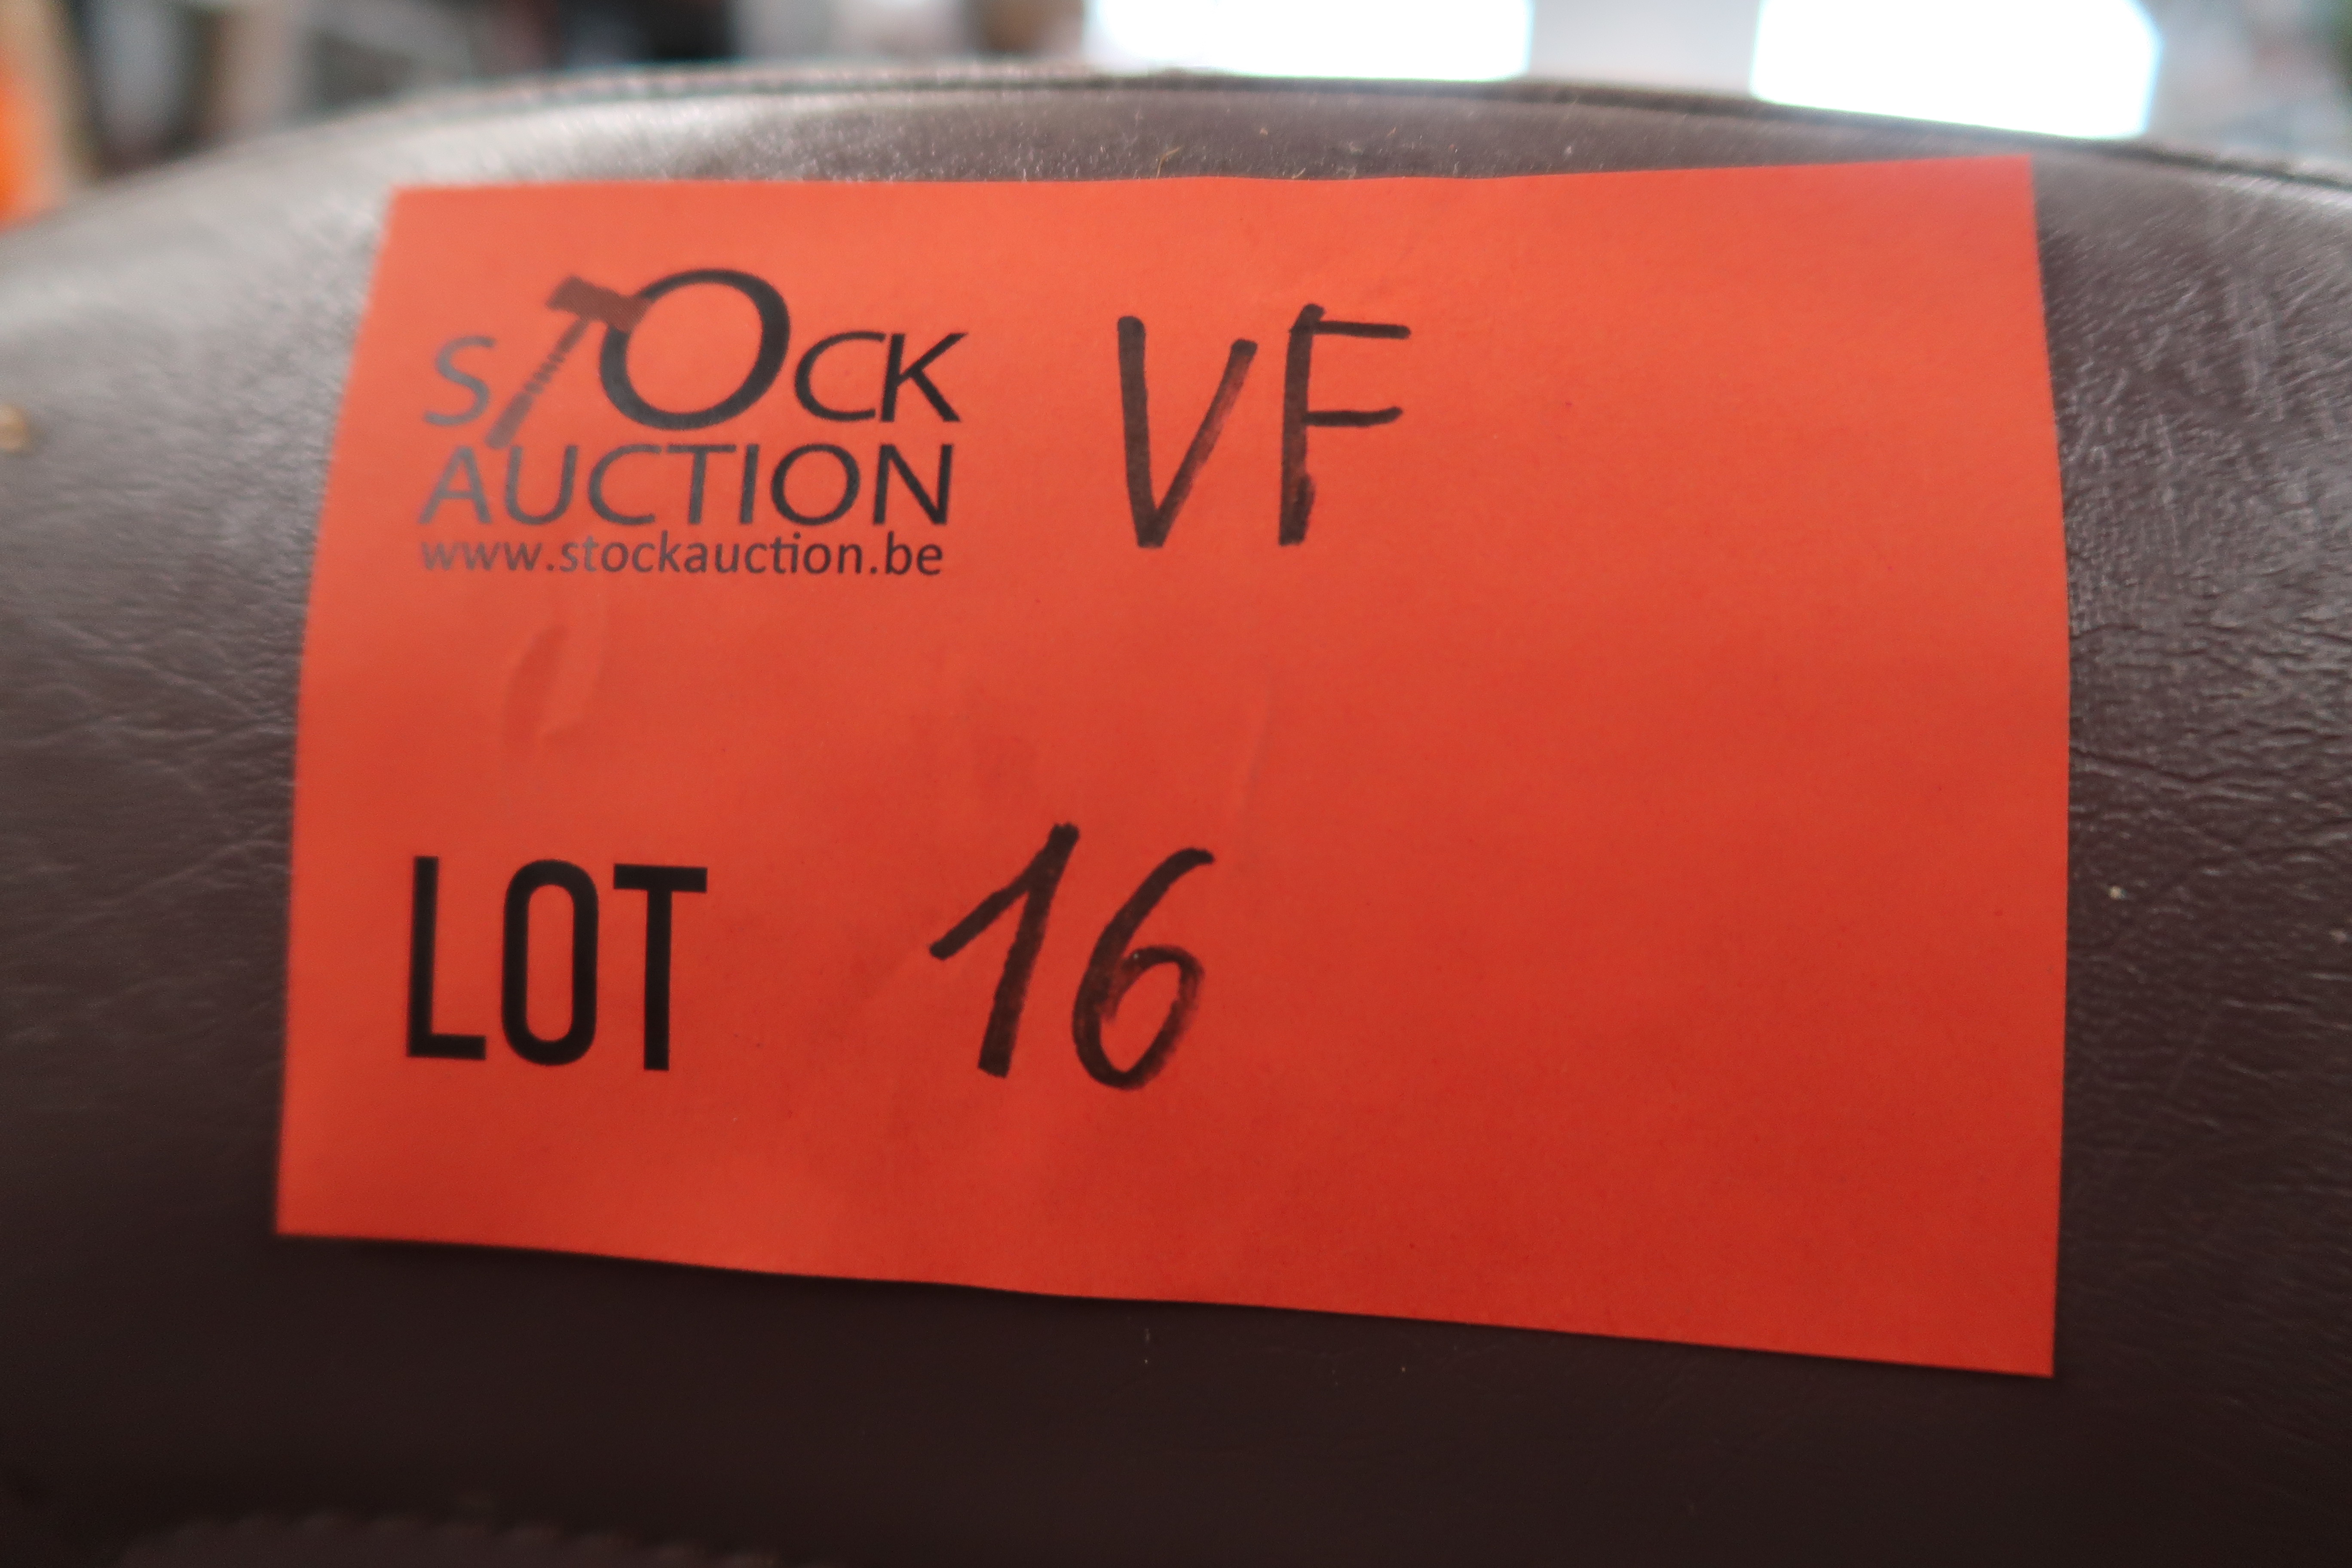 STOCK VF
AUCTION
www.stockauction.be
LOT 16